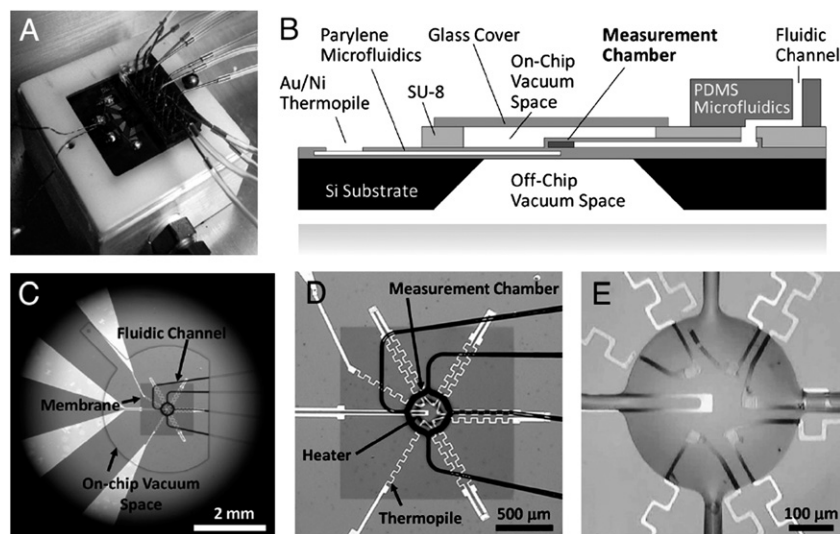 A
B
Parylene
Microfluidics
Glass Cover
On-Chip
Vacuum
Space
Measurement
Chamber
Fluidic
Channel
Au/Ni
Thermopile
SU-8
PDMS
Microfluidics
Si Substrate
Off-Chip
Vacuum Space
C
Fluidic
Channel
Membrane
On-chip Vacuum
Space
2 mm
D
Measurement Chamber
Heater
Thermopile
500 μm
E
100 μm